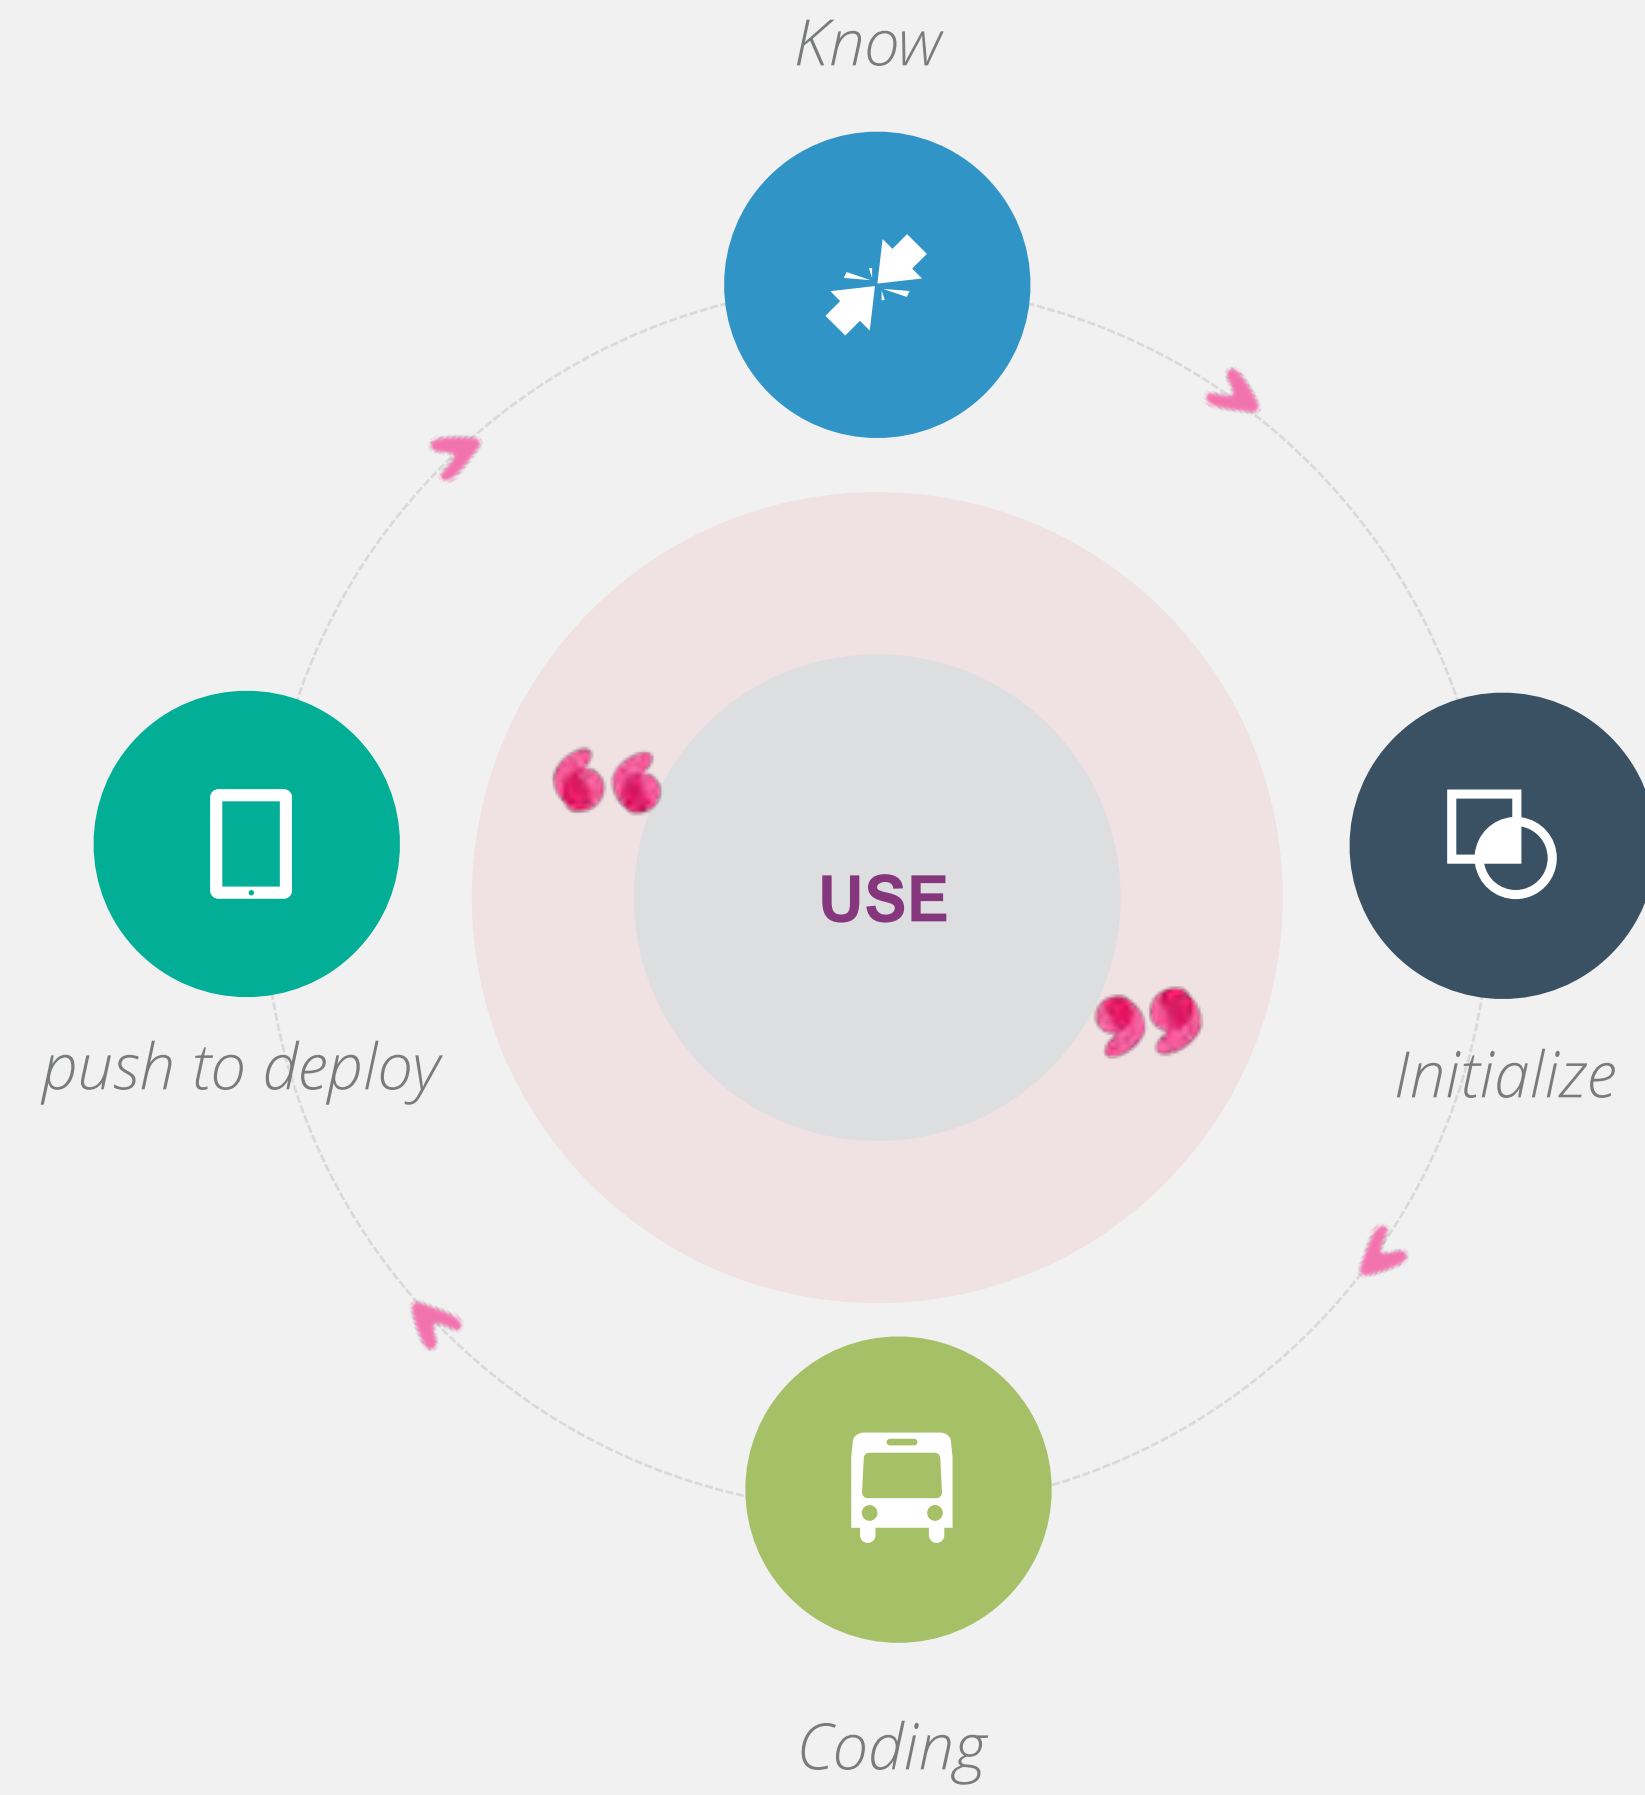 Know
“
USE
”
push to deploy
Initialize
Coding